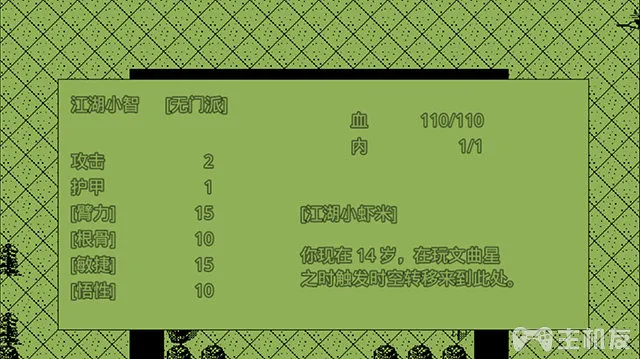 江湖小智 [无门派]
血 110/110
内 1/1
攻击 2
护甲 1
[膂力] 15
[根骨] 10
[敏捷] 15
[悟性] 10
[江湖小虾米]
你现在 14 岁，在玩文曲星
之时触发时空转移来到此处。
主机友